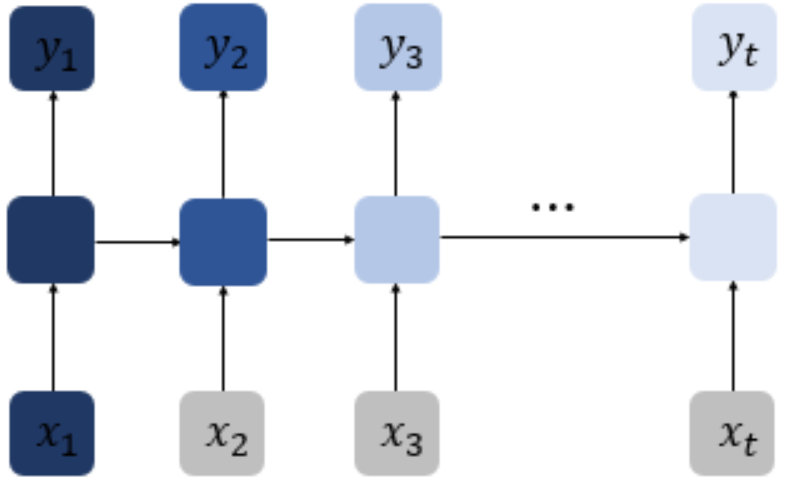 y₁ y₂ y₃ yₜ
...
x₁ x₂ x₃ xₜ